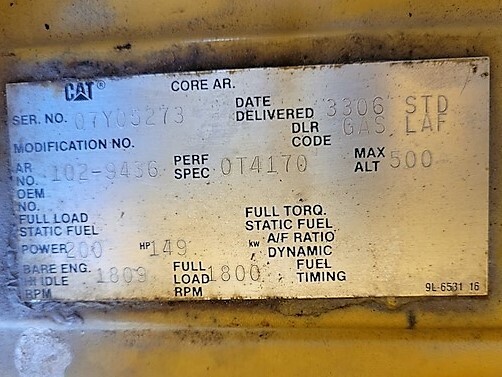 CAT® CORE AR.
SER. NO. 07Y05273 DATE DELIVERED 3306 STD
MODIFICATION NO. DLR CODE GAS LAF
AR NO. 102-9436 PERF SPEC 0T4170 MAX ALT 500
OEM NO.
FULL LOAD STATIC FUEL FULL TORQ. STATIC FUEL
POWER 200 HP 149 kw A/F RATIO DYNAMIC
BARE ENG. HI IDLE RPM 1809 FULL LOAD RPM 1800 FUEL TIMING
9L-6531 16